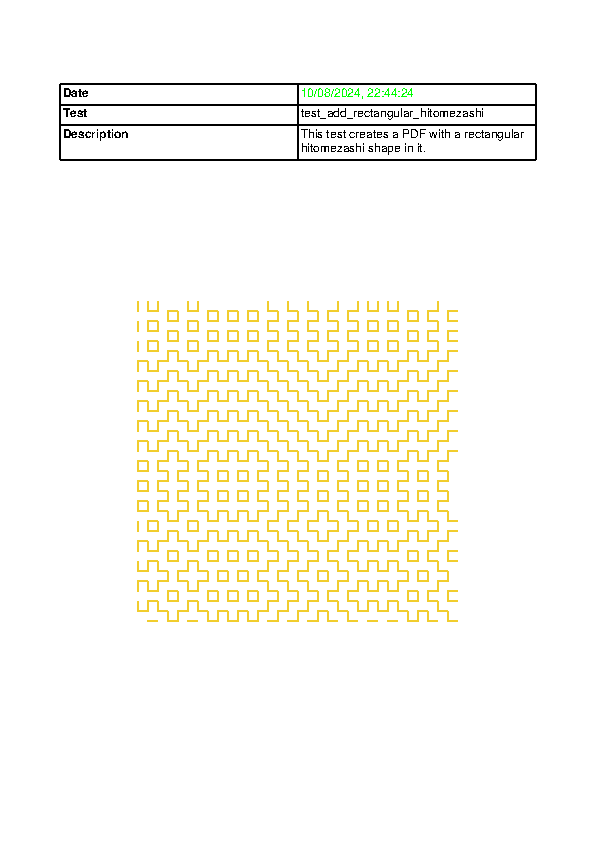 Date 10/08/2024, 22:44:24
Test test_add_rectangular_hitomezashi
Description This test creates a PDF with a rectangular
hitomezashi shape in it.